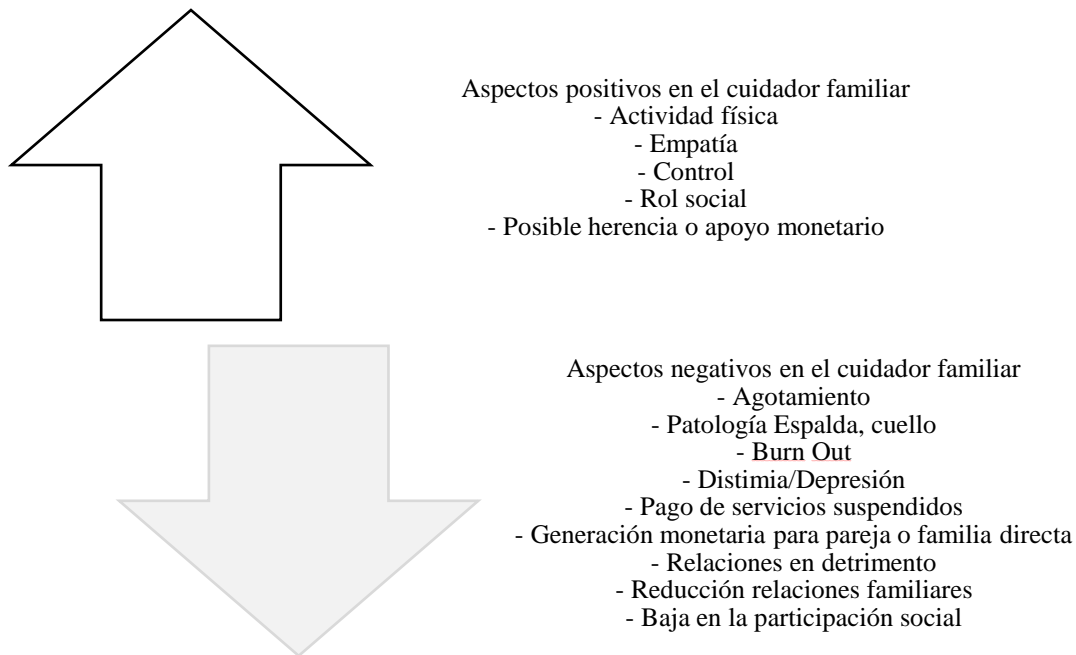 Aspectos positivos en el cuidador familiar
- Actividad física
- Empatía
- Control
- Rol social
- Posible herencia o apoyo monetario
Aspectos negativos en el cuidador familiar
- Agotamiento
- Patología Espalda, cuello
- Burn Out
- Distimia/Depresión
- Pago de servicios suspendidos
- Generación monetaria para pareja o familia directa
- Relaciones en detrimento
- Reducción relaciones familiares
- Baja en la participación social